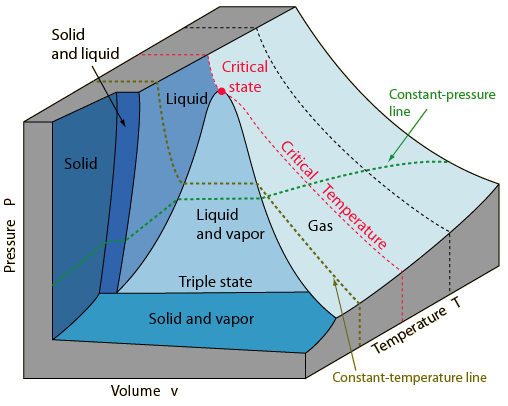 Solid
and liquid
Critical
state
Liquid
Constant-pressure
line
Solid
Critical Temperature
Liquid
and vapor
Gas
Pressure P
Triple state
Solid and vapor
Temperature T
Constant-temperature line
Volume v